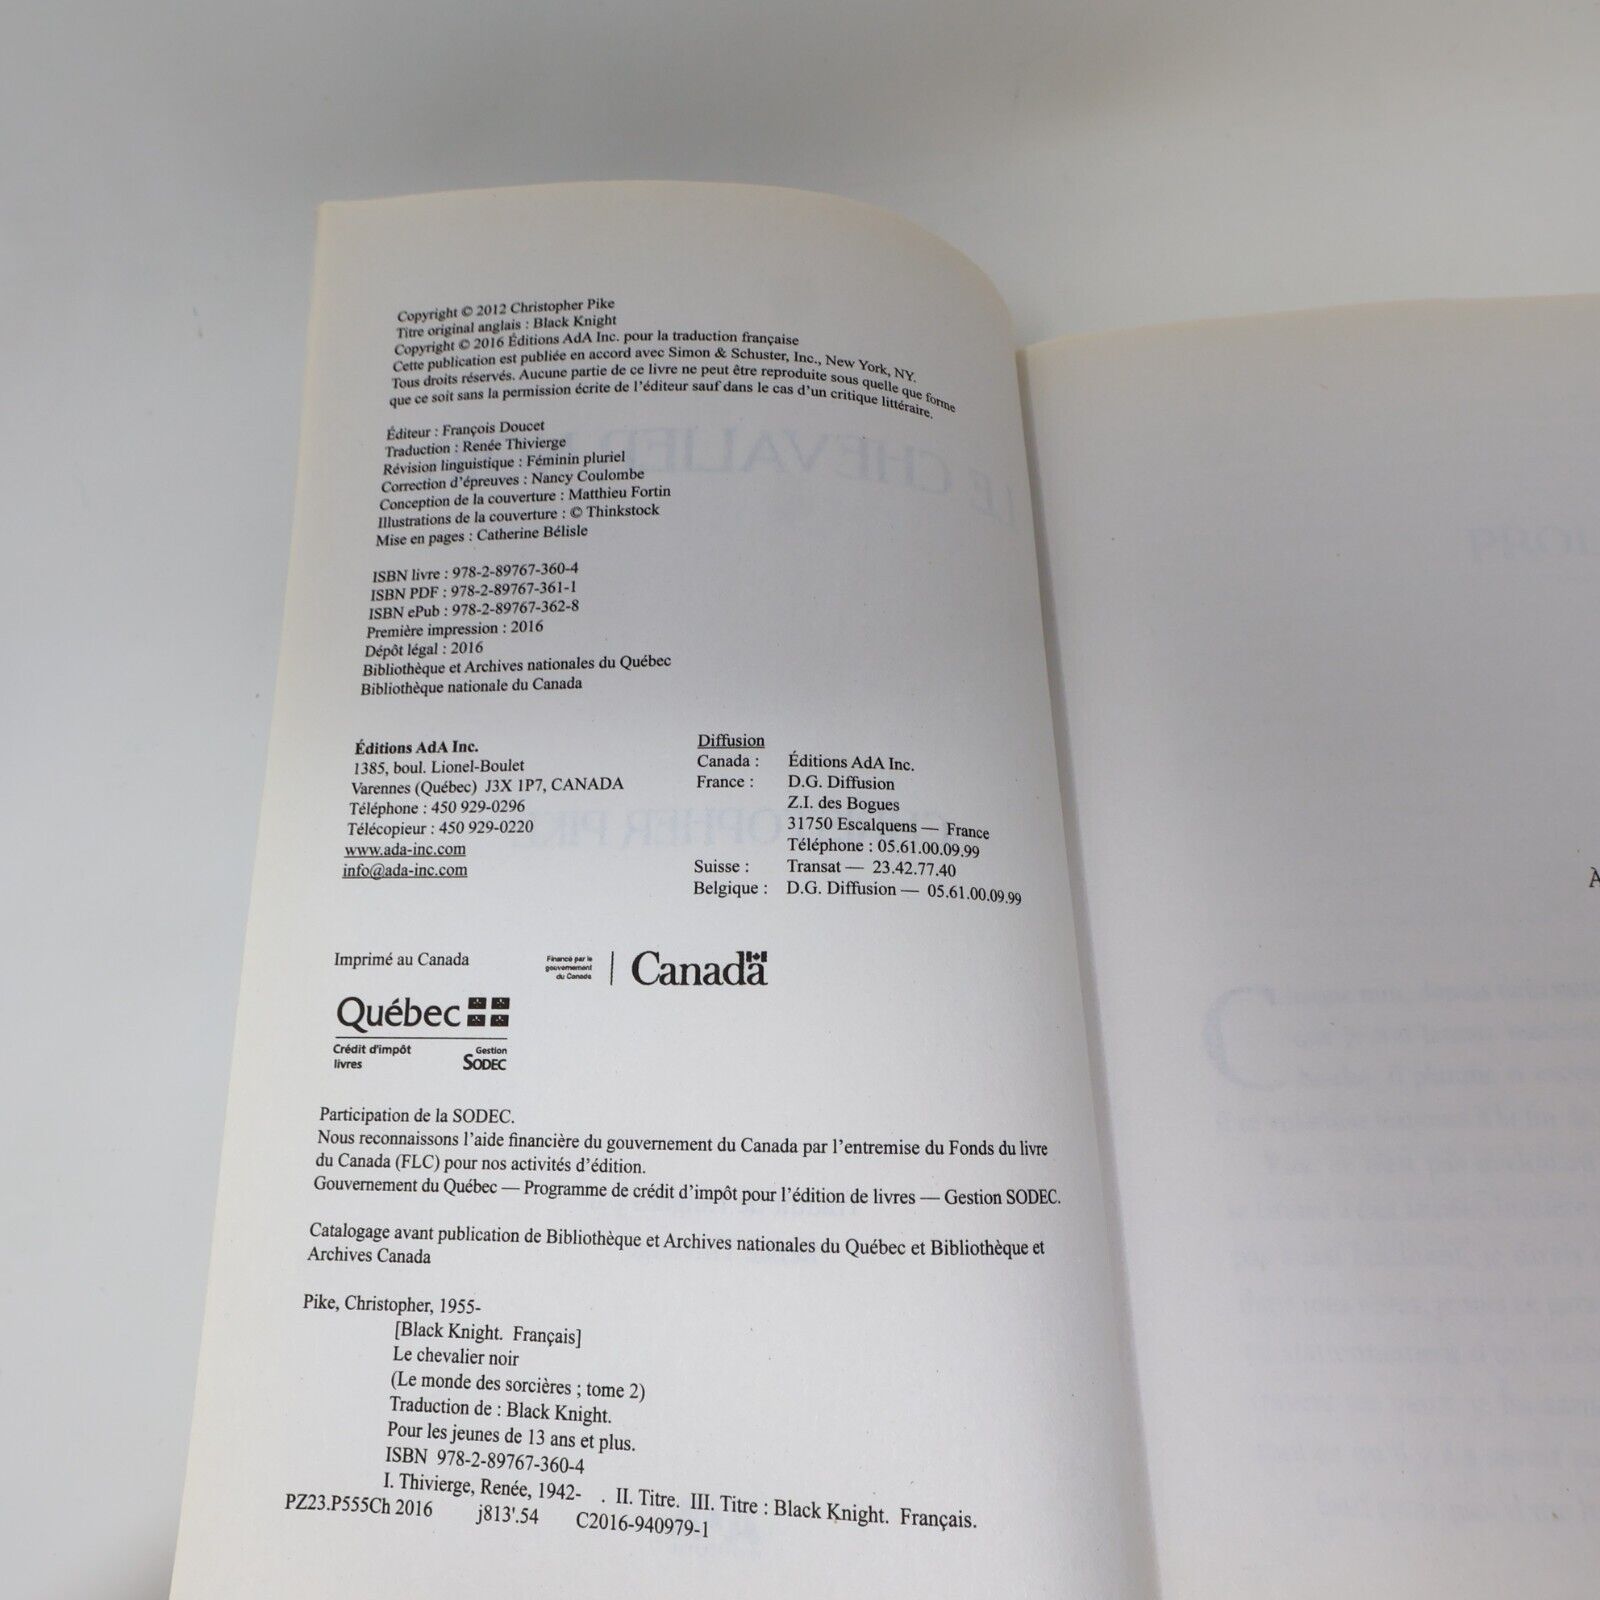 Copyright © 2012 Christopher Pike
Titre original anglais : Black Knight
Copyright © 2016 Éditions AdA Inc. pour la traduction française
Cette publication est publiée en accord avec Simon & Schuster, Inc., New York, NY.
Tous droits réservés. Aucune partie de ce livre ne peut être reproduite sous quelle que forme
que ce soit sans la permission écrite de l'éditeur sauf dans le cas d'un critique littéraire.
Éditeur : François Doucet
Traduction : Renée Thivierge
Révision linguistique : Féminin pluriel
Correction d'épreuves : Nancy Coulombe
Conception de la couverture : Matthieu Fortin
Illustrations de la couverture : © Thinkstock
Mise en pages : Catherine Bélisle
ISBN livre : 978-2-89767-360-4
ISBN PDF : 978-2-89767-361-1
ISBN ePub : 978-2-89767-362-8
Première impression : 2016
Dépôt légal : 2016
Bibliothèque et Archives nationales du Québec
Bibliothèque nationale du Canada
Éditions AdA Inc.
1385, boul. Lionel-Boulet
Varennes (Québec) J3X 1P7, CANADA
Téléphone : 450 929-0296
Télécopieur : 450 929-0220
www.ada-inc.com
info@ada-inc.com
Diffusion
Canada : Éditions AdA Inc.
France : D.G. Diffusion
Z.I. des Bogues
31750 Escalquens — France
Téléphone : 05.61.00.09.99
Suisse : Transat — 23.42.77.40
Belgique : D.G. Diffusion — 05.61.00.09.99
Imprimé au Canada
Financé par le
gouvernement
du Canada
Canada
Québec
Crédit d'impôt
livres
Gestion
SODEC
Participation de la SODEC.
Nous reconnaissons l'aide financière du gouvernement du Canada par l'entremise du Fonds du livre
du Canada (FLC) pour nos activités d'édition.
Gouvernement du Québec — Programme de crédit d'impôt pour l'édition de livres — Gestion SODEC.
Catalogage avant publication de Bibliothèque et Archives nationales du Québec et Bibliothèque et
Archives Canada
Pike, Christopher, 1955-
[Black Knight. Français]
Le chevalier noir
(Le monde des sorcières ; tome 2)
Traduction de : Black Knight.
Pour les jeunes de 13 ans et plus.
ISBN 978-2-89767-360-4
I. Thivierge, Renée, 1942- . II. Titre. III. Titre : Black Knight. Français.
PZ23.P555Ch 2016 j813'.54 C2016-940979-1